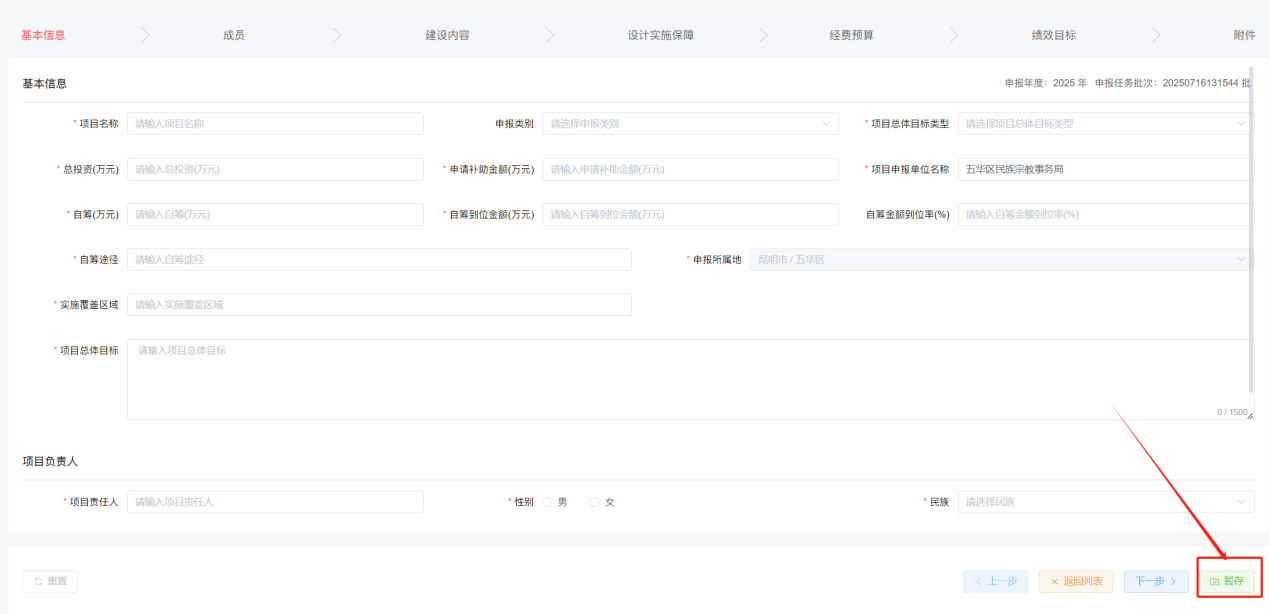 基本信息 成员 建设内容 设计实施保障 经费预算 绩效目标 附件
基本信息 申报年度：2025 年 申报任务批次：20250716131544 批
* 项目名称 请输入项目名称 申报类别 请选择申报类别 * 项目总体目标类型 请选择项目总体目标类型
* 总投资(万元) 请输入总投资(万元) * 申请补助金额(万元) 请输入申请补助金额(万元) * 项目申报单位名称 五华区民族宗教事务局
* 自筹(万元) 请输入自筹(万元) * 自筹到位金额(万元) 请输入自筹到位金额(万元) 自筹金额到位率(%) 请输入自筹金额到位率(%)
* 自筹途径 请输入自筹途径 * 申报所属地 昆明市 / 五华区
* 实施覆盖区域 请输入实施覆盖区域
* 项目总体目标 请输入项目总体目标
0 / 1500
项目负责人
* 项目责任人 请输入项目责任人 * 性别 男 女 * 民族 请选择民族
重置 上一步 返回列表 下一步 暂存